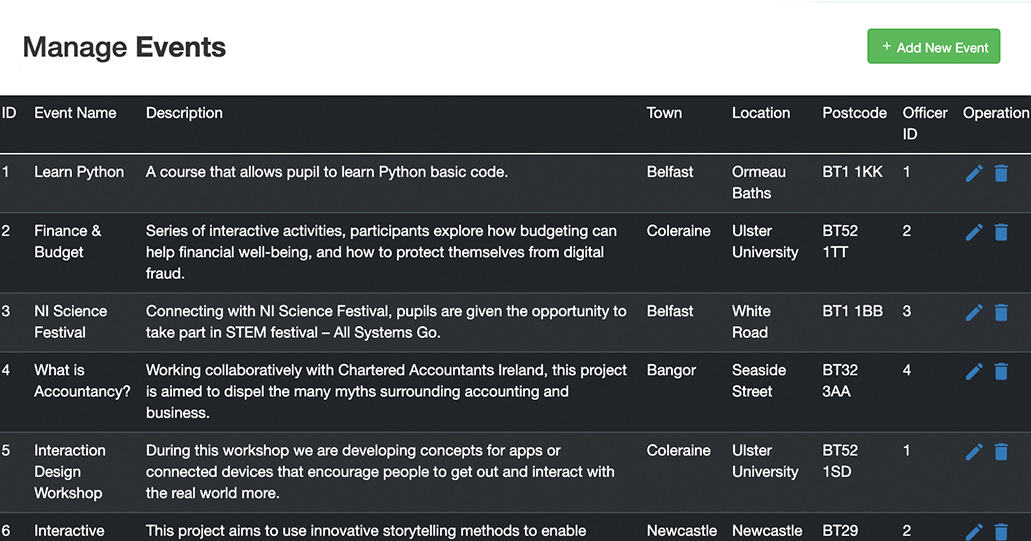 Manage Events
+ Add New Event
ID Event Name Description Town Location Postcode Officer ID Operation
1 Learn Python A course that allows pupil to learn Python basic code. Belfast Ormeau Baths BT1 1KK 1
2 Finance & Budget Series of interactive activities, participants explore how budgeting can help financial well-being, and how to protect themselves from digital fraud. Coleraine Ulster University BT52 1TT 2
3 NI Science Festival Connecting with NI Science Festival, pupils are given the opportunity to take part in STEM festival – All Systems Go. Belfast White Road BT1 1BB 3
4 What is Accountancy? Working collaboratively with Chartered Accountants Ireland, this project is aimed to dispel the many myths surrounding accounting and business. Bangor Seaside Street BT32 3AA 4
5 Interaction Design Workshop During this workshop we are developing concepts for apps or connected devices that encourage people to get out and interact with the real world more. Coleraine Ulster University BT52 1SD 1
6 Interactive This project aims to use innovative storytelling methods to enable Newcastle Newcastle BT29 2